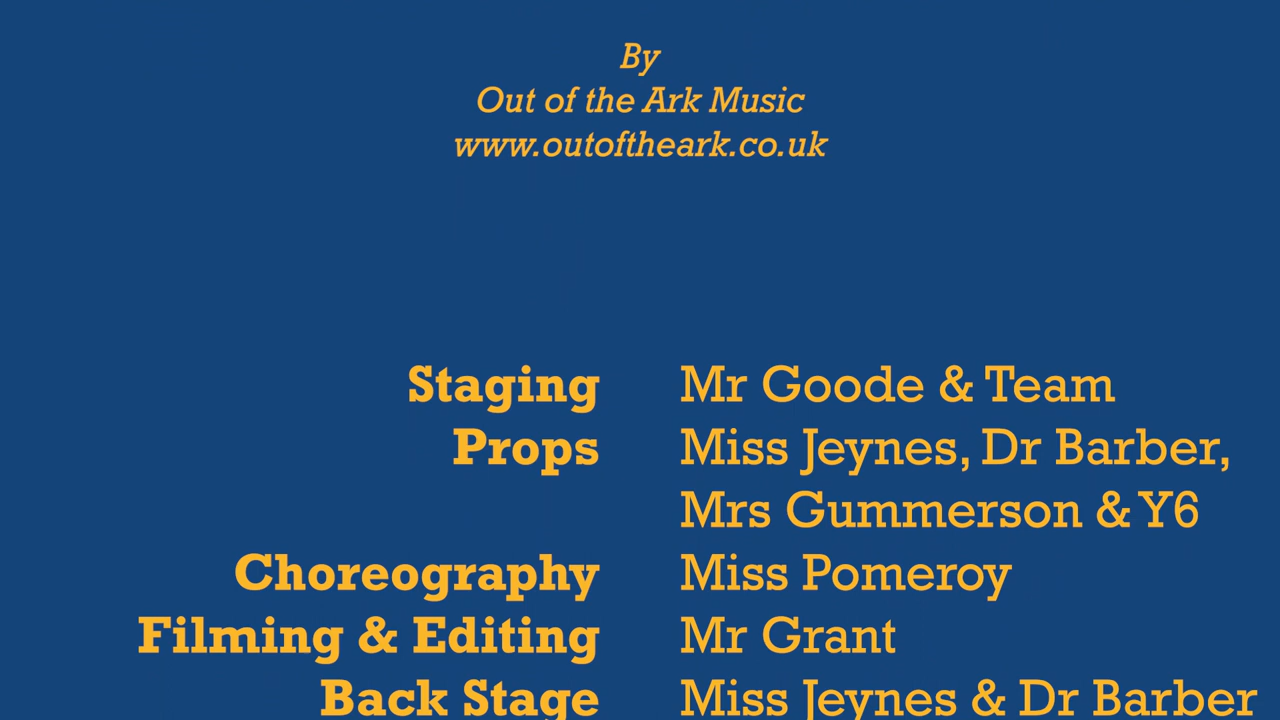 By
Out of the Ark Music
www.outoftheark.co.uk
Staging Mr Goode & Team
Props Miss Jeynes, Dr Barber,
Mrs Gummerson & Y6
Choreography Miss Pomeroy
Filming & Editing Mr Grant
Back Stage Miss Jeynes & Dr Barber